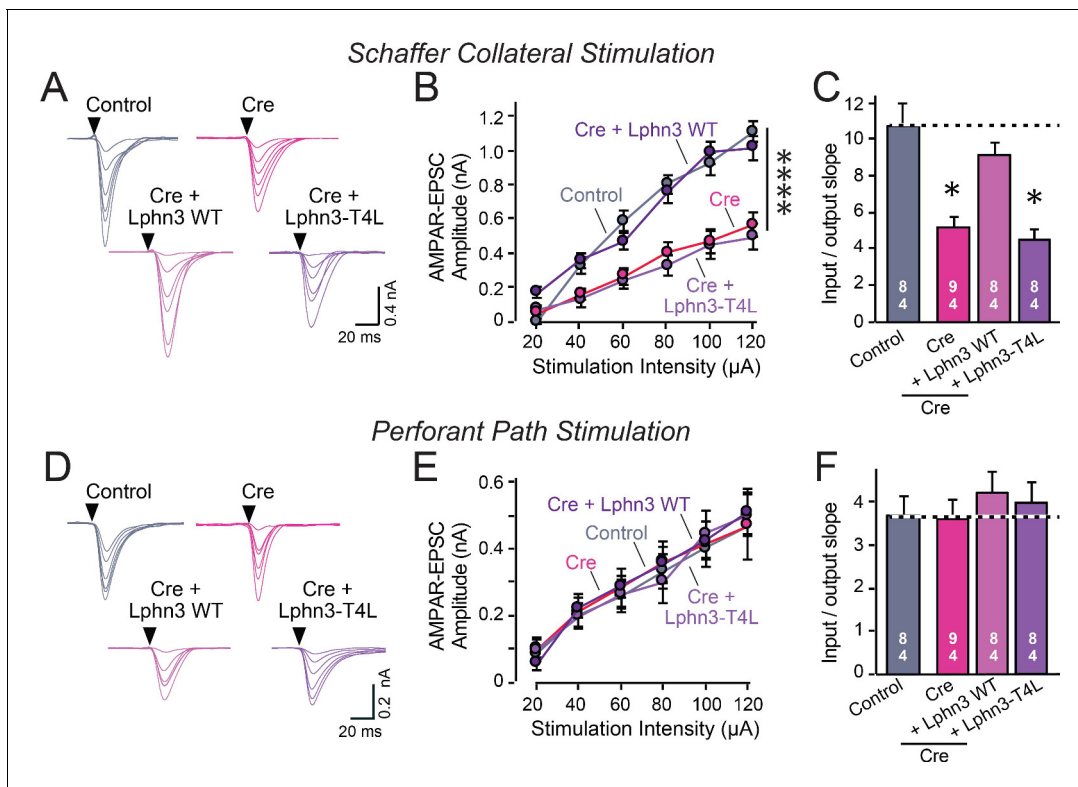 Schaffer Collateral Stimulation
A
Control
Cre
Cre +
Lphn3 WT
Cre +
Lphn3-T4L
0.4 nA
20 ms
B
AMPAR-EPSC
Amplitude (nA)
1.2
1.0
0.8
0.6
0.4
0.2
0
Cre + Lphn3 WT
Control
Cre
Cre +
Lphn3-T4L
****
20 40 60 80 100 120
Stimulation Intensity (µA)
C
Input / output slope
12
10
8
6
4
2
0
* *
8 9 8 8
4 4 4 4
Control
Cre
+ Lphn3 WT
+ Lphn3-T4L
Cre
Perforant Path Stimulation
D
Control
Cre
Cre +
Lphn3 WT
Cre +
Lphn3-T4L
0.2 nA
20 ms
E
AMPAR-EPSC
Amplitude (nA)
0.6
0.4
0.2
0.0
Cre + Lphn3 WT
Control
Cre
Cre +
Lphn3-T4L
20 40 60 80 100 120
Stimulation Intensity (µA)
F
Input / output slope
4
3
2
1
0
8 9 8 8
4 4 4 4
Control
Cre
+ Lphn3 WT
+ Lphn3-T4L
Cre